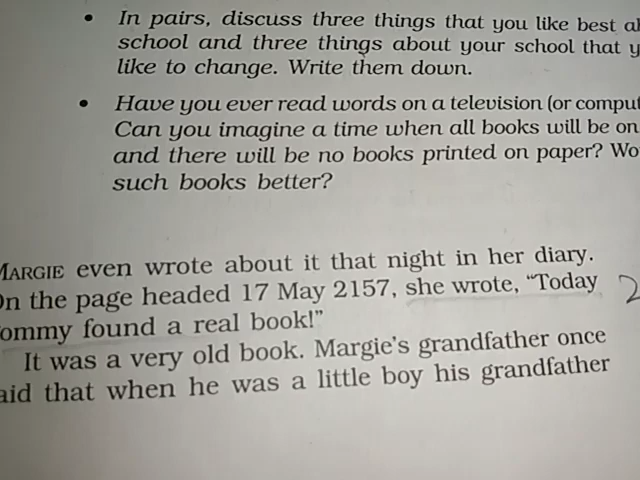 • In pairs, discuss three things that you like best
school and three things about your school that
like to change. Write them down.
• Have you ever read words on a television (or
Can you imagine a time when all books will be on
and there will be no books printed on paper?
such books better?
MARGIE even wrote about it that night in her diary.
On the page headed 17 May 2157, she wrote, “Today
ommy found a real book!”
It was a very old book. Margie’s grandfather once
aid that when he was a little boy his grandfather
2